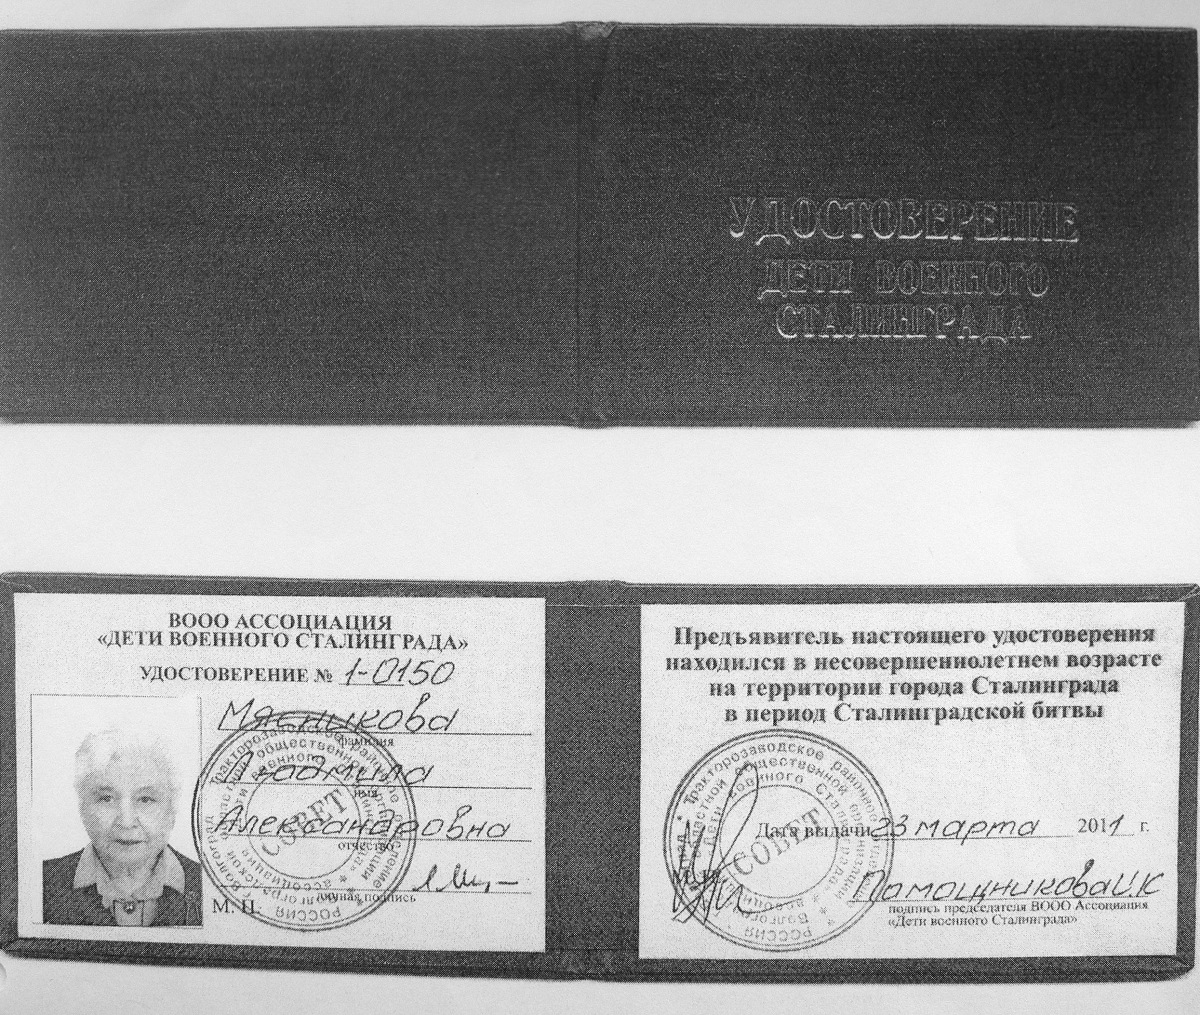 УДОСТОВЕРЕНИЕ
ДЕТИ ВОЕННОГО
СТАЛИНГРАДА
ВООО АССОЦИАЦИЯ
«ДЕТИ ВОЕННОГО СТАЛИНГРАДА»
УДОСТОВЕРЕНИЕ № 1-0150
Мясникова
фамилия
Людмила
имя
Александровна
отчество
личная подпись
М. П.
СОВЕТ
Предъявитель настоящего удостоверения
находился в несовершеннолетнем возрасте
на территории города Сталинграда
в период Сталинградской битвы
Дата выдачи 23 марта 2011 г.
М. П.
Помощникова И.К
подпись председателя ВООО Ассоциация
«Дети военного Сталинграда»
СОВЕТ